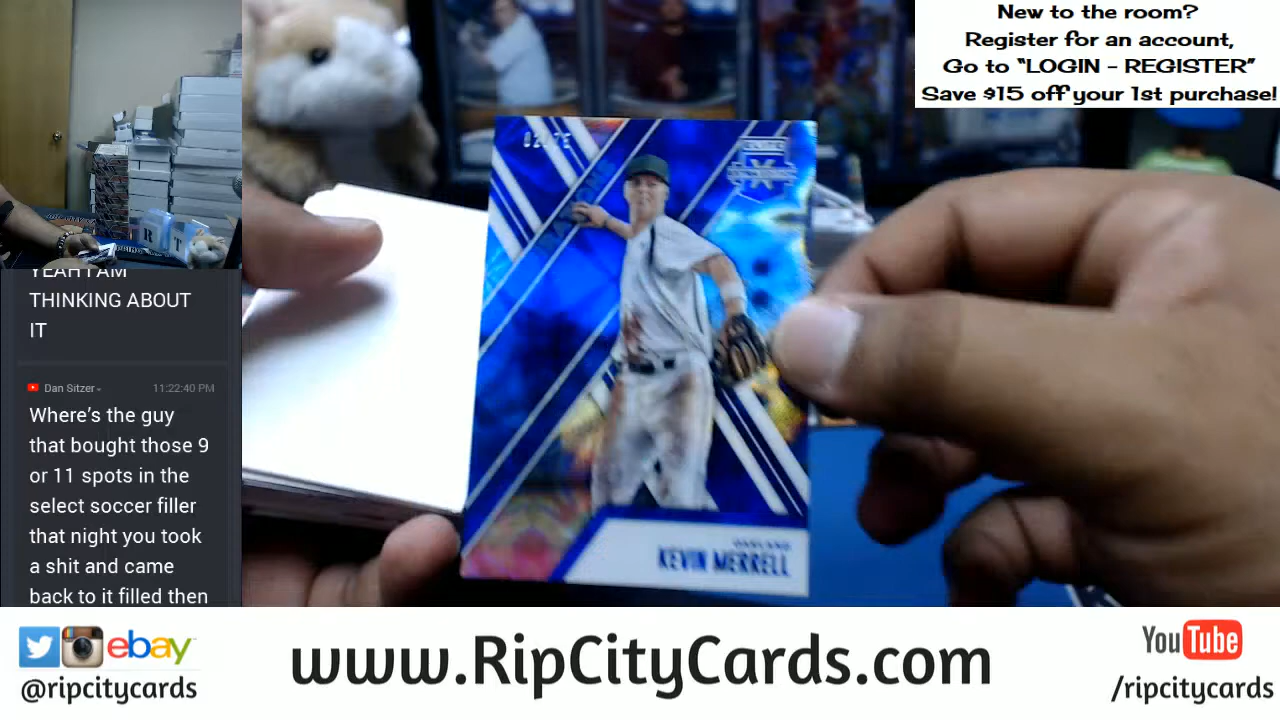 New to the room?
Register for an account,
Go to "LOGIN - REGISTER"
Save $15 off your 1st purchase!
YEAH I AM
THINKING ABOUT
IT
Dan Sitzer
11:22:40 PM
Where's the guy
that bought those 9
or 11 spots in the
select soccer filler
that night you took
a shit and came
back to it filled then
ELITE
X
OAKLAND
KEVIN MERRELL
R T
ebay
@ripcitycards
www.RipCityCards.com
YouTube
/ripcitycards